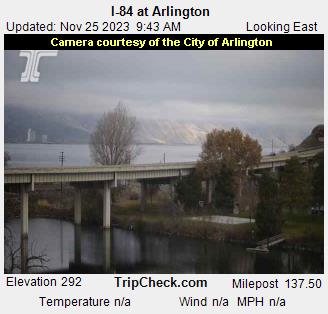 I-84 at Arlington
Updated: Nov 25 2023 9:43 AM Looking East
Camera courtesy of the City of Arlington
Elevation 292 TripCheck.com Milepost 137.50
Temperature n/a Wind n/a MPH n/a